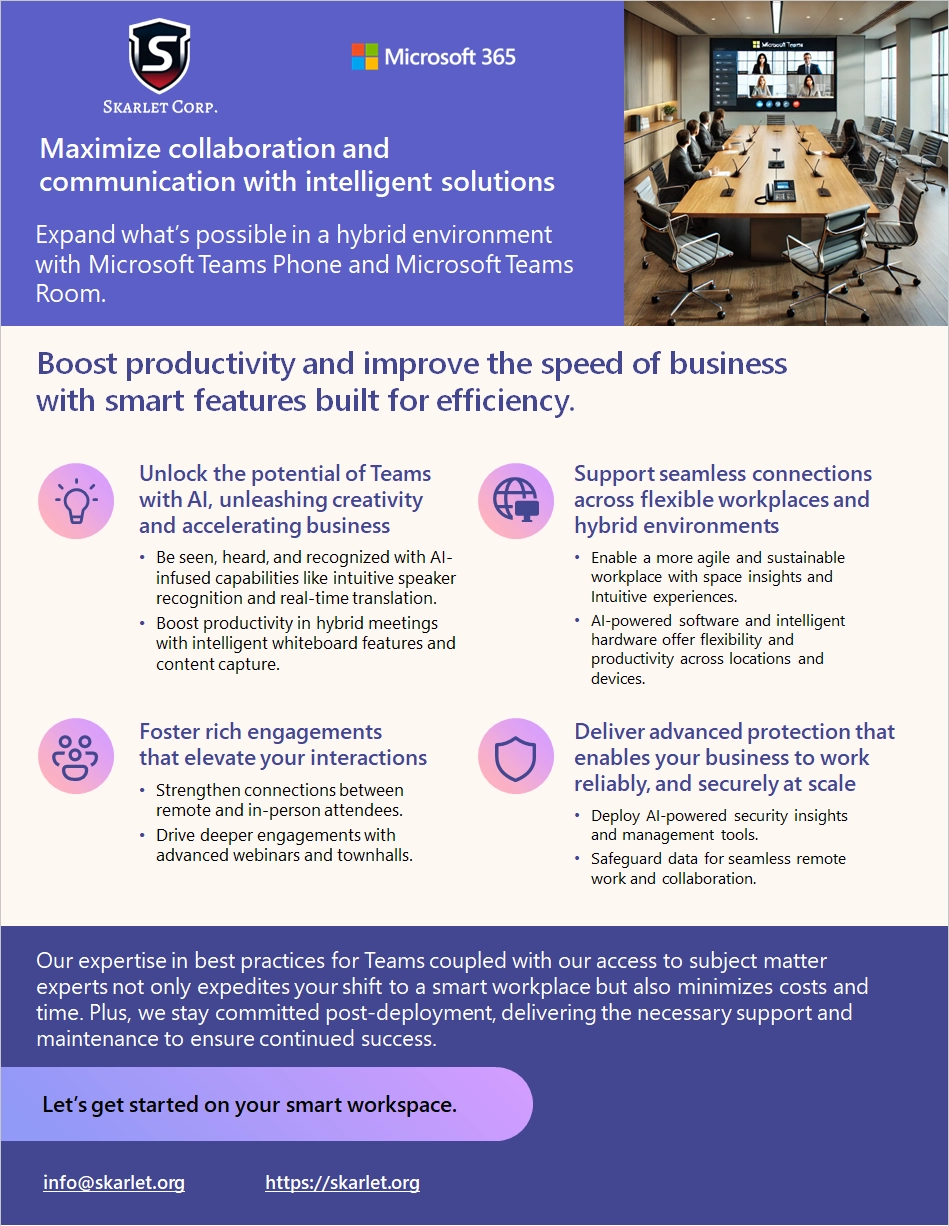 S
SKARLET CORP.
Microsoft 365
Maximize collaboration and
communication with intelligent solutions
Expand what's possible in a hybrid environment
with Microsoft Teams Phone and Microsoft Teams
Room.
Microsoft Teams
Boost productivity and improve the speed of business
with smart features built for efficiency.
Unlock the potential of Teams
with AI, unleashing creativity
and accelerating business
• Be seen, heard, and recognized with AI-
infused capabilities like intuitive speaker
recognition and real-time translation.
• Boost productivity in hybrid meetings
with intelligent whiteboard features and
content capture.
Support seamless connections
across flexible workplaces and
hybrid environments
• Enable a more agile and sustainable
workplace with space insights and
Intuitive experiences.
• AI-powered software and intelligent
hardware offer flexibility and
productivity across locations and
devices.
Foster rich engagements
that elevate your interactions
• Strengthen connections between
remote and in-person attendees.
• Drive deeper engagements with
advanced webinars and townhalls.
Deliver advanced protection that
enables your business to work
reliably, and securely at scale
• Deploy AI-powered security insights
and management tools.
• Safeguard data for seamless remote
work and collaboration.
Our expertise in best practices for Teams coupled with our access to subject matter
experts not only expedites your shift to a smart workplace but also minimizes costs and
time. Plus, we stay committed post-deployment, delivering the necessary support and
maintenance to ensure continued success.
Let's get started on your smart workspace.
info@skarlet.org
https://skarlet.org